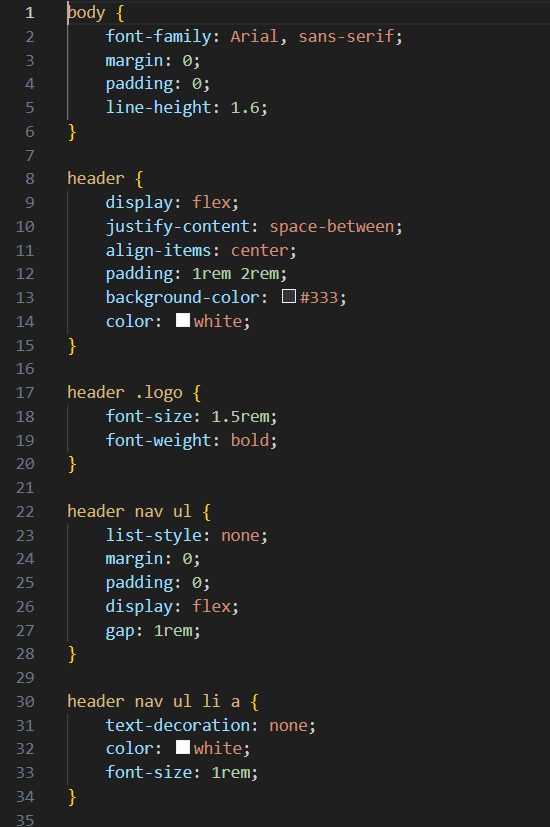 1 body {
2     font-family: Arial, sans-serif;
3     margin: 0;
4     padding: 0;
5     line-height: 1.6;
6 }
7
8 header {
9     display: flex;
10     justify-content: space-between;
11     align-items: center;
12     padding: 1rem 2rem;
13     background-color: #333;
14     color: white;
15 }
16
17 header .logo {
18     font-size: 1.5rem;
19     font-weight: bold;
20 }
21
22 header nav ul {
23     list-style: none;
24     margin: 0;
25     padding: 0;
26     display: flex;
27     gap: 1rem;
28 }
29
30 header nav ul li a {
31     text-decoration: none;
32     color: white;
33     font-size: 1rem;
34 }
35